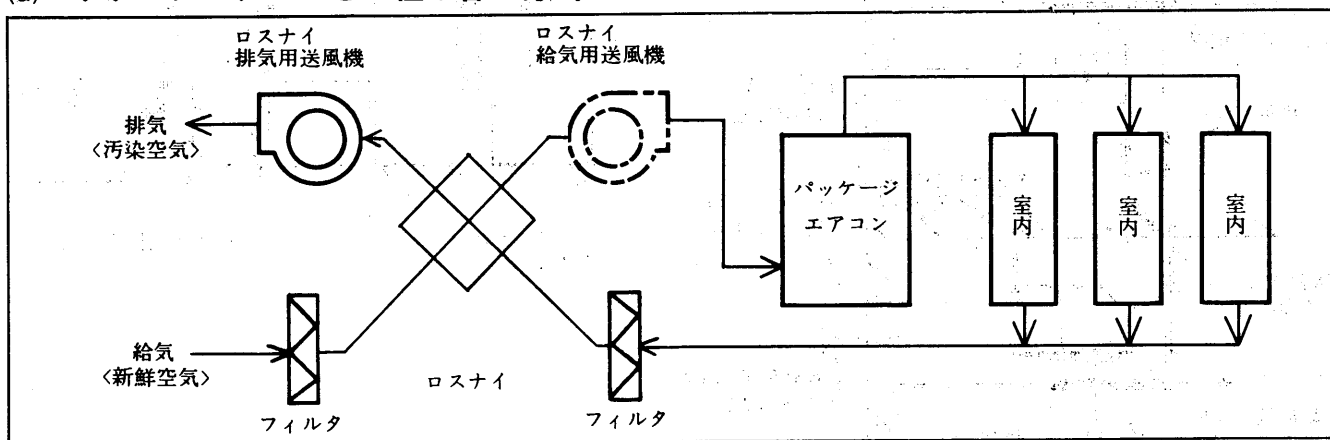 ロスナイ
排気用送風機
ロスナイ
給気用送風機
排気
〈汚染空気〉
パッケージ
エアコン
室内
室内
室内
給気
〈新鮮空気〉
ロスナイ
フィルタ
フィルタ